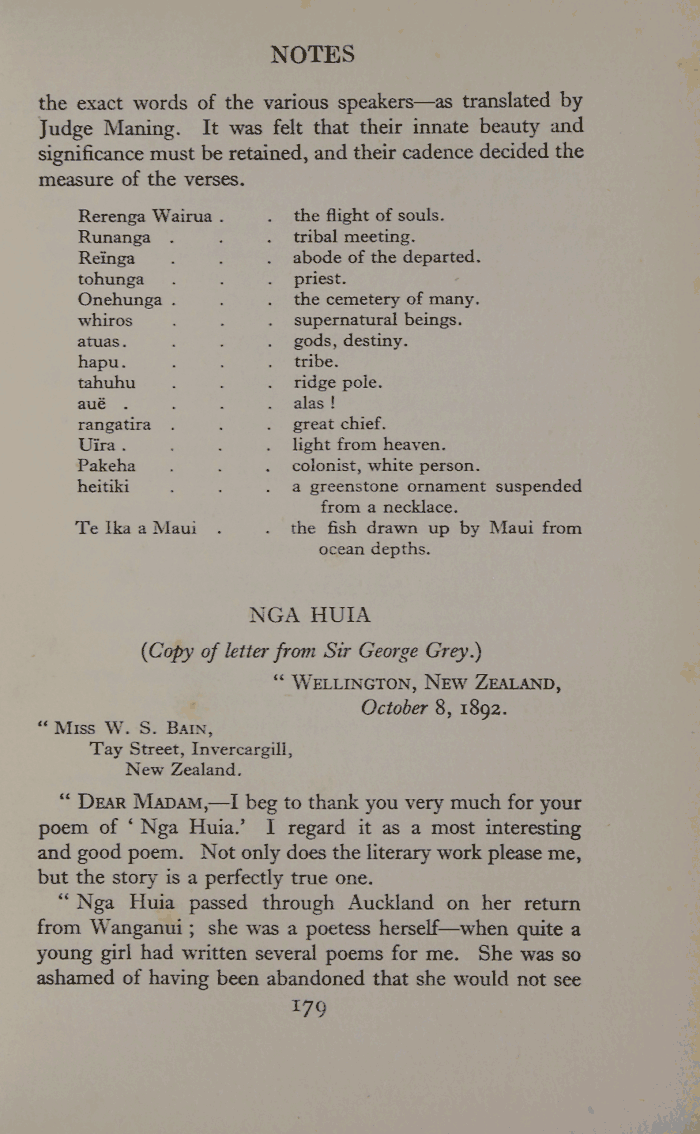 NOTES
the exact words of the various speakers—as translated by
Judge Maning. It was felt that their innate beauty and
significance must be retained, and their cadence decided the
measure of the verses.
Rerenga Wairua . . the flight of souls.
Runanga . . . tribal meeting.
Reïnga . . . abode of the departed.
tohunga . . . priest.
Onehunga . . . the cemetery of many.
whiros . . . supernatural beings.
atuas . . . . gods, destiny.
hapu . . . . tribe.
tahuhu . . . ridge pole.
auë . . . . alas !
rangatira . . . great chief.
Uīra . . . . light from heaven.
Pakeha . . . colonist, white person.
heitiki . . . a greenstone ornament suspended
from a necklace.
Te Ika a Maui . . the fish drawn up by Maui from
ocean depths.
NGA HUIA
(Copy of letter from Sir George Grey.)
“ Wellington, New Zealand,
October 8, 1892.
“ Miss W. S. Bain,
Tay Street, Invercargill,
New Zealand.
“ Dear Madam,—I beg to thank you very much for your
poem of ‘ Nga Huia.’ I regard it as a most interesting
and good poem. Not only does the literary work please me,
but the story is a perfectly true one.
“ Nga Huia passed through Auckland on her return
from Wanganui ; she was a poetess herself—when quite a
young girl had written several poems for me. She was so
ashamed of having been abandoned that she would not see
179